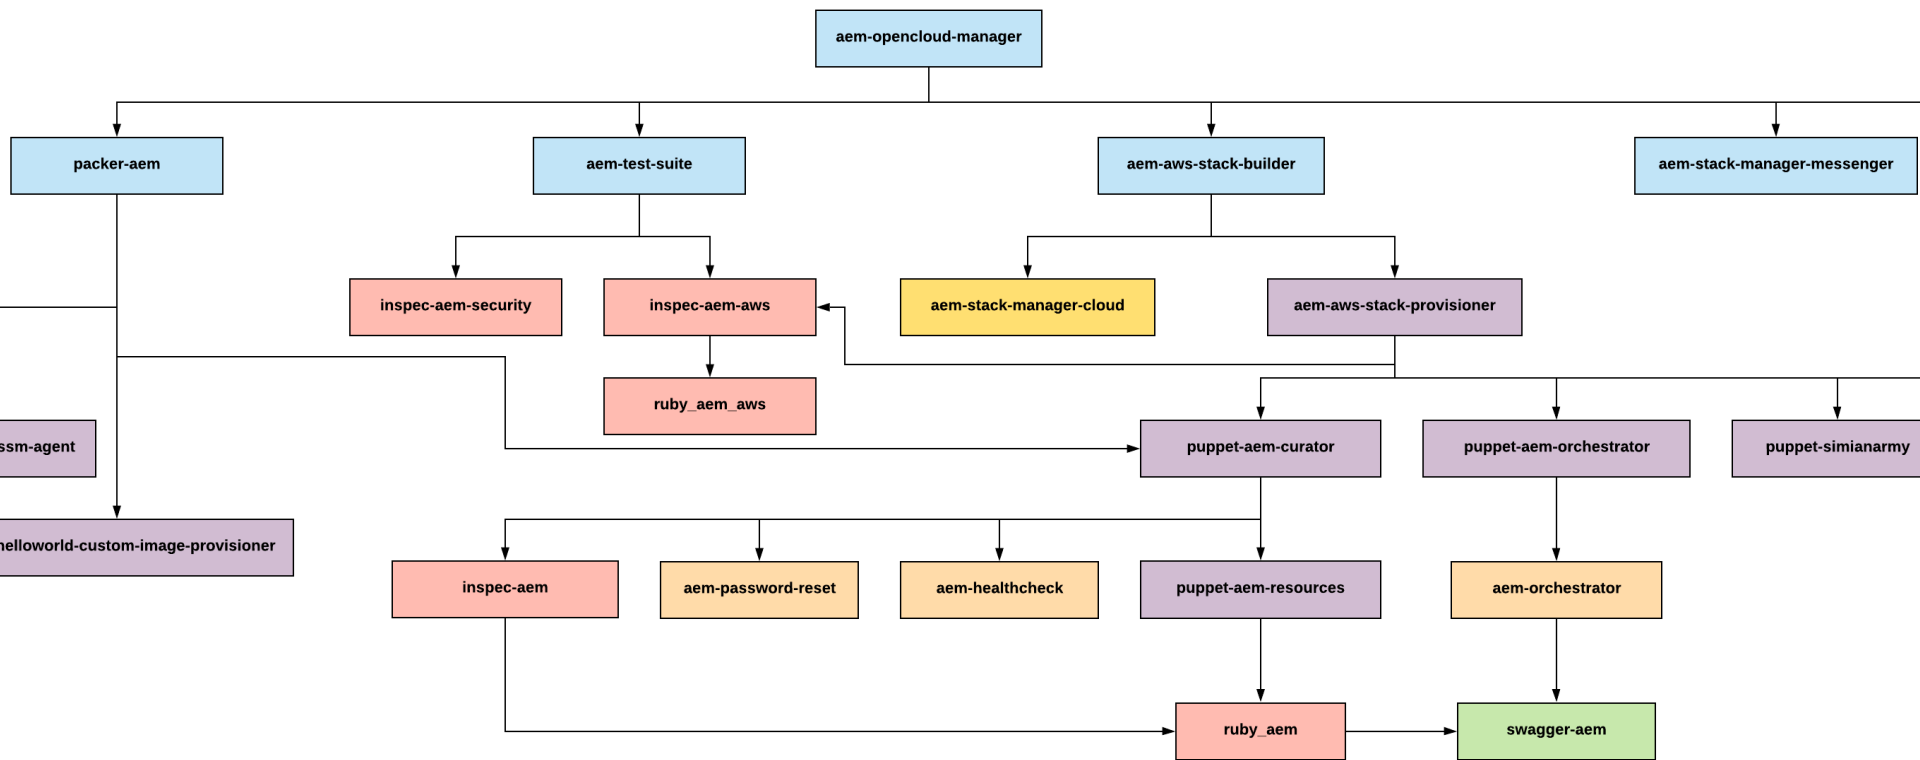 aem-opencloud-manager
packer-aem
aem-test-suite
aem-aws-stack-builder
aem-stack-manager-messenger
inspec-aem-security
inspec-aem-aws
aem-stack-manager-cloud
aem-aws-stack-provisioner
ruby_aem_aws
ssm-agent
puppet-aem-curator
puppet-aem-orchestrator
puppet-simianarmy
helloworld-custom-image-provisioner
inspec-aem
aem-password-reset
aem-healthcheck
puppet-aem-resources
aem-orchestrator
ruby_aem
swagger-aem